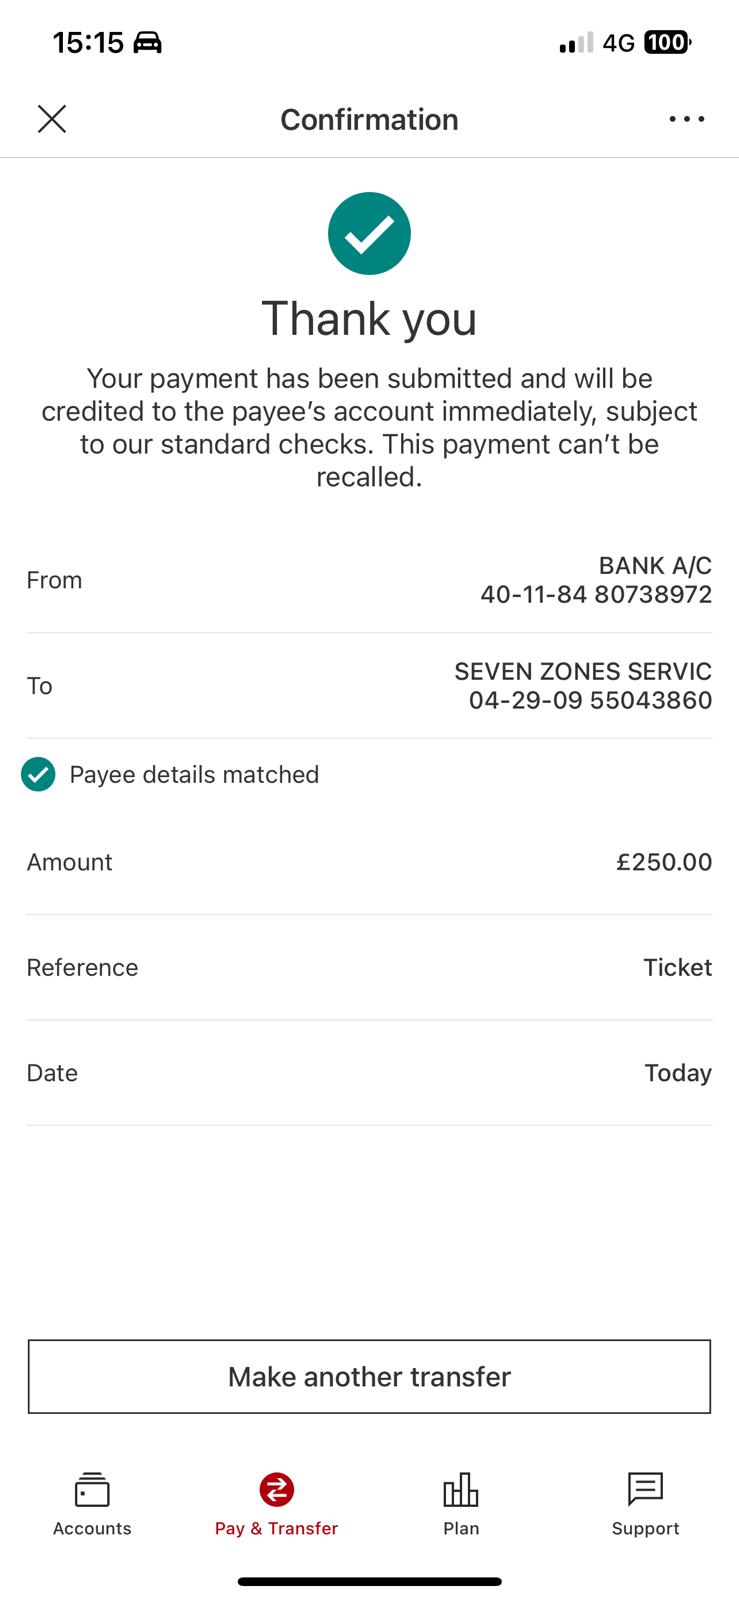 15:15 4G 100
Confirmation
Thank you
Your payment has been submitted and will be
credited to the payee's account immediately, subject
to our standard checks. This payment can't be
recalled.
From
BANK A/C
40-11-84 80738972
To
SEVEN ZONES SERVIC
04-29-09 55043860
Payee details matched
Amount £250.00
Reference Ticket
Date Today
Make another transfer
Accounts Pay & Transfer Plan Support